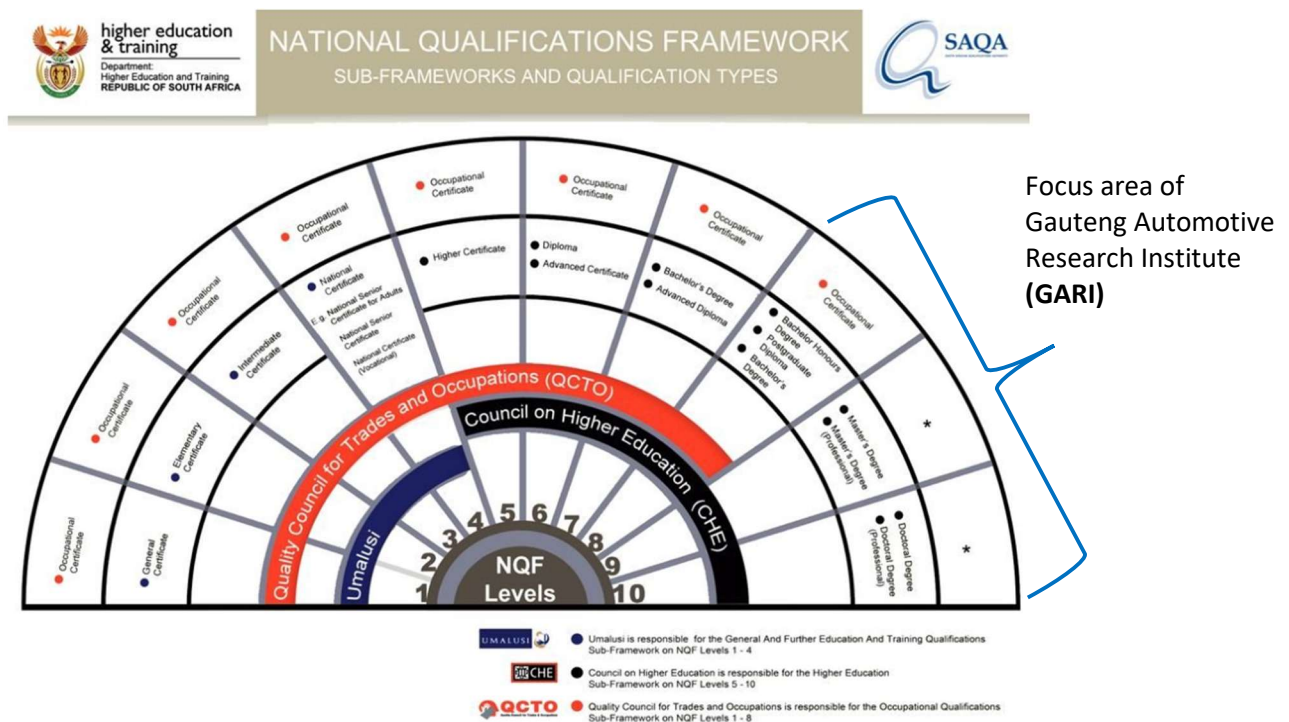 higher education
& training
Department:
Higher Education and Training
REPUBLIC OF SOUTH AFRICA
NATIONAL QUALIFICATIONS FRAMEWORK
SUB-FRAMEWORKS AND QUALIFICATION TYPES
SAQA
Focus area of
Gauteng Automotive
Research Institute
(GARI)
Occupational
Certificate
Occupational
Certificate
Occupational
Certificate
Occupational
Certificate
Occupational
Certificate
Occupational
Certificate
Occupational
Certificate
Occupational
Certificate
*
*
General
Certificate
Elementary
Certificate
Intermediate
Certificate
National
Certificate
E.g. National Senior
Certificate for Adults
National Senior
Certificate
National Certificate
(Vocational)
Higher Certificate
Diploma
Advanced Certificate
Bachelor's Degree
Advanced Diploma
Bachelor Honours
Degree
Postgraduate
Diploma
Bachelor's
Degree
Master's Degree
Master's Degree
(Professional)
Doctoral Degree
Doctoral Degree
(Professional)
Quality Council for Trades and Occupations (QCTO)
Council on Higher Education (CHE)
Umalusi
1
2
3
4
5
6
7
8
9
10
NQF
Levels
UMALUSI
Umalusi is responsible for the General And Further Education And Training Qualifications
Sub-Framework on NQF Levels 1 - 4
CHE
Council on Higher Education is responsible for the Higher Education
Sub-Framework on NQF Levels 5 - 10
QCTO
Quality Council for Trades and Occupations is responsible for the Occupational Qualifications
Sub-Framework on NQF Levels 1 - 8